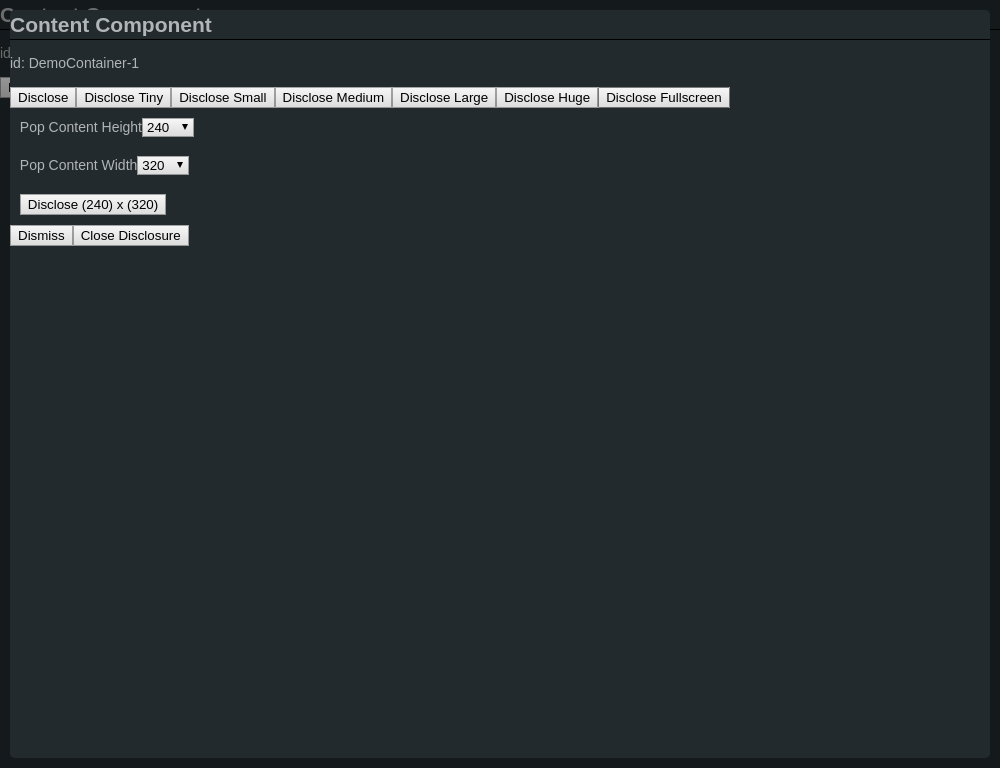 Content Component
id: DemoContainer-1
Disclose Disclose Tiny Disclose Small Disclose Medium Disclose Large Disclose Huge Disclose Fullscreen
Pop Content Height 240
Pop Content Width 320
Disclose (240) x (320)
Dismiss Close Disclosure